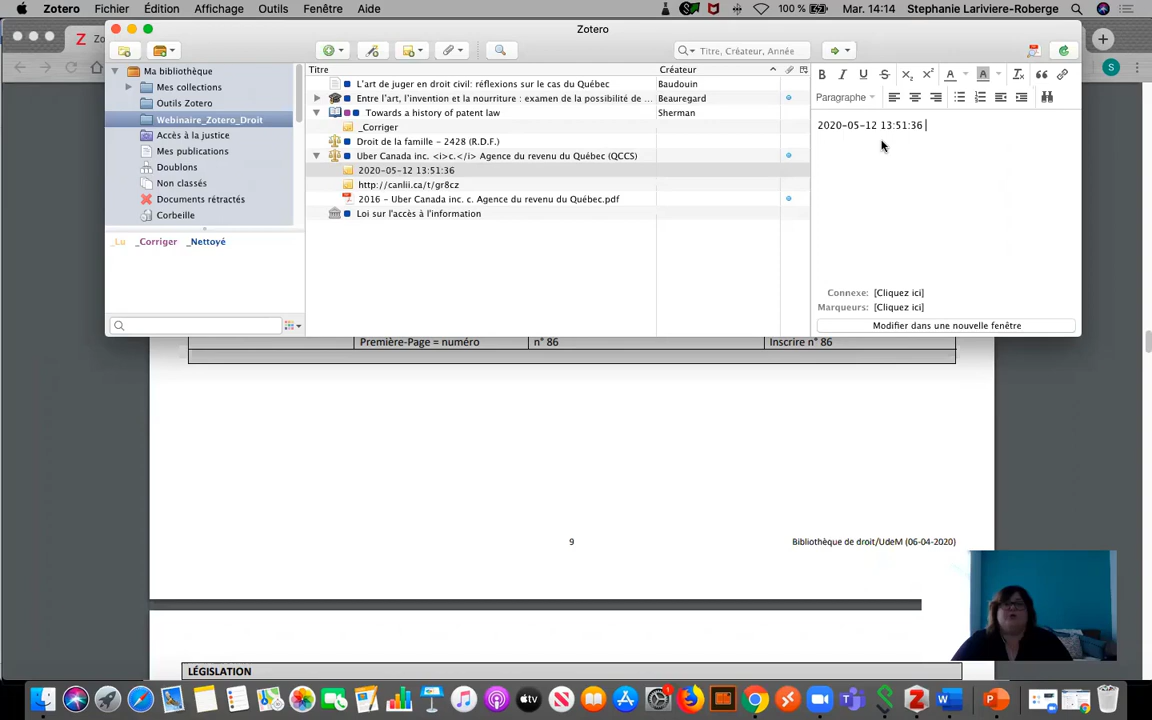 Zotero Fichier Édition Affichage Outils Fenêtre Aide 100 % Mar. 14:14 Stephanie Lariviere-Roberge
Zotero
Zo
S
Titre, Créateur, Année
Ma bibliothèque
Mes collections
Outils Zotero
Webinaire_Zotero_Droit
Accès à la justice
Mes publications
Doublons
Non classés
Documents rétractés
Corbeille
_Lu _Corriger _Nettoyé
Titre Créateur
L'art de juger en droit civil: réflexions sur le cas du Québec Baudouin
Entre l'art, l'invention et la nourriture : examen de la possibilité de ... Beauregard
Towards a history of patent law Sherman
_Corriger
Droit de la famille – 2428 (R.D.F.)
Uber Canada inc. <i>c.</i> Agence du revenu du Québec (QCCS)
2020-05-12 13:51:36
http://canlii.ca/t/gr8cz
2016 - Uber Canada inc. c. Agence du revenu du Québec.pdf
Loi sur l'accès à l'information
B I U S X₂ X² A A
Paragraphe
2020-05-12 13:51:36
Connexe: [Cliquez ici]
Marqueurs: [Cliquez ici]
Modifier dans une nouvelle fenêtre
Première-Page = numéro n° 86 Inscrire n° 86
9 Bibliothèque de droit/UdeM (06-04-2020)
LÉGISLATION